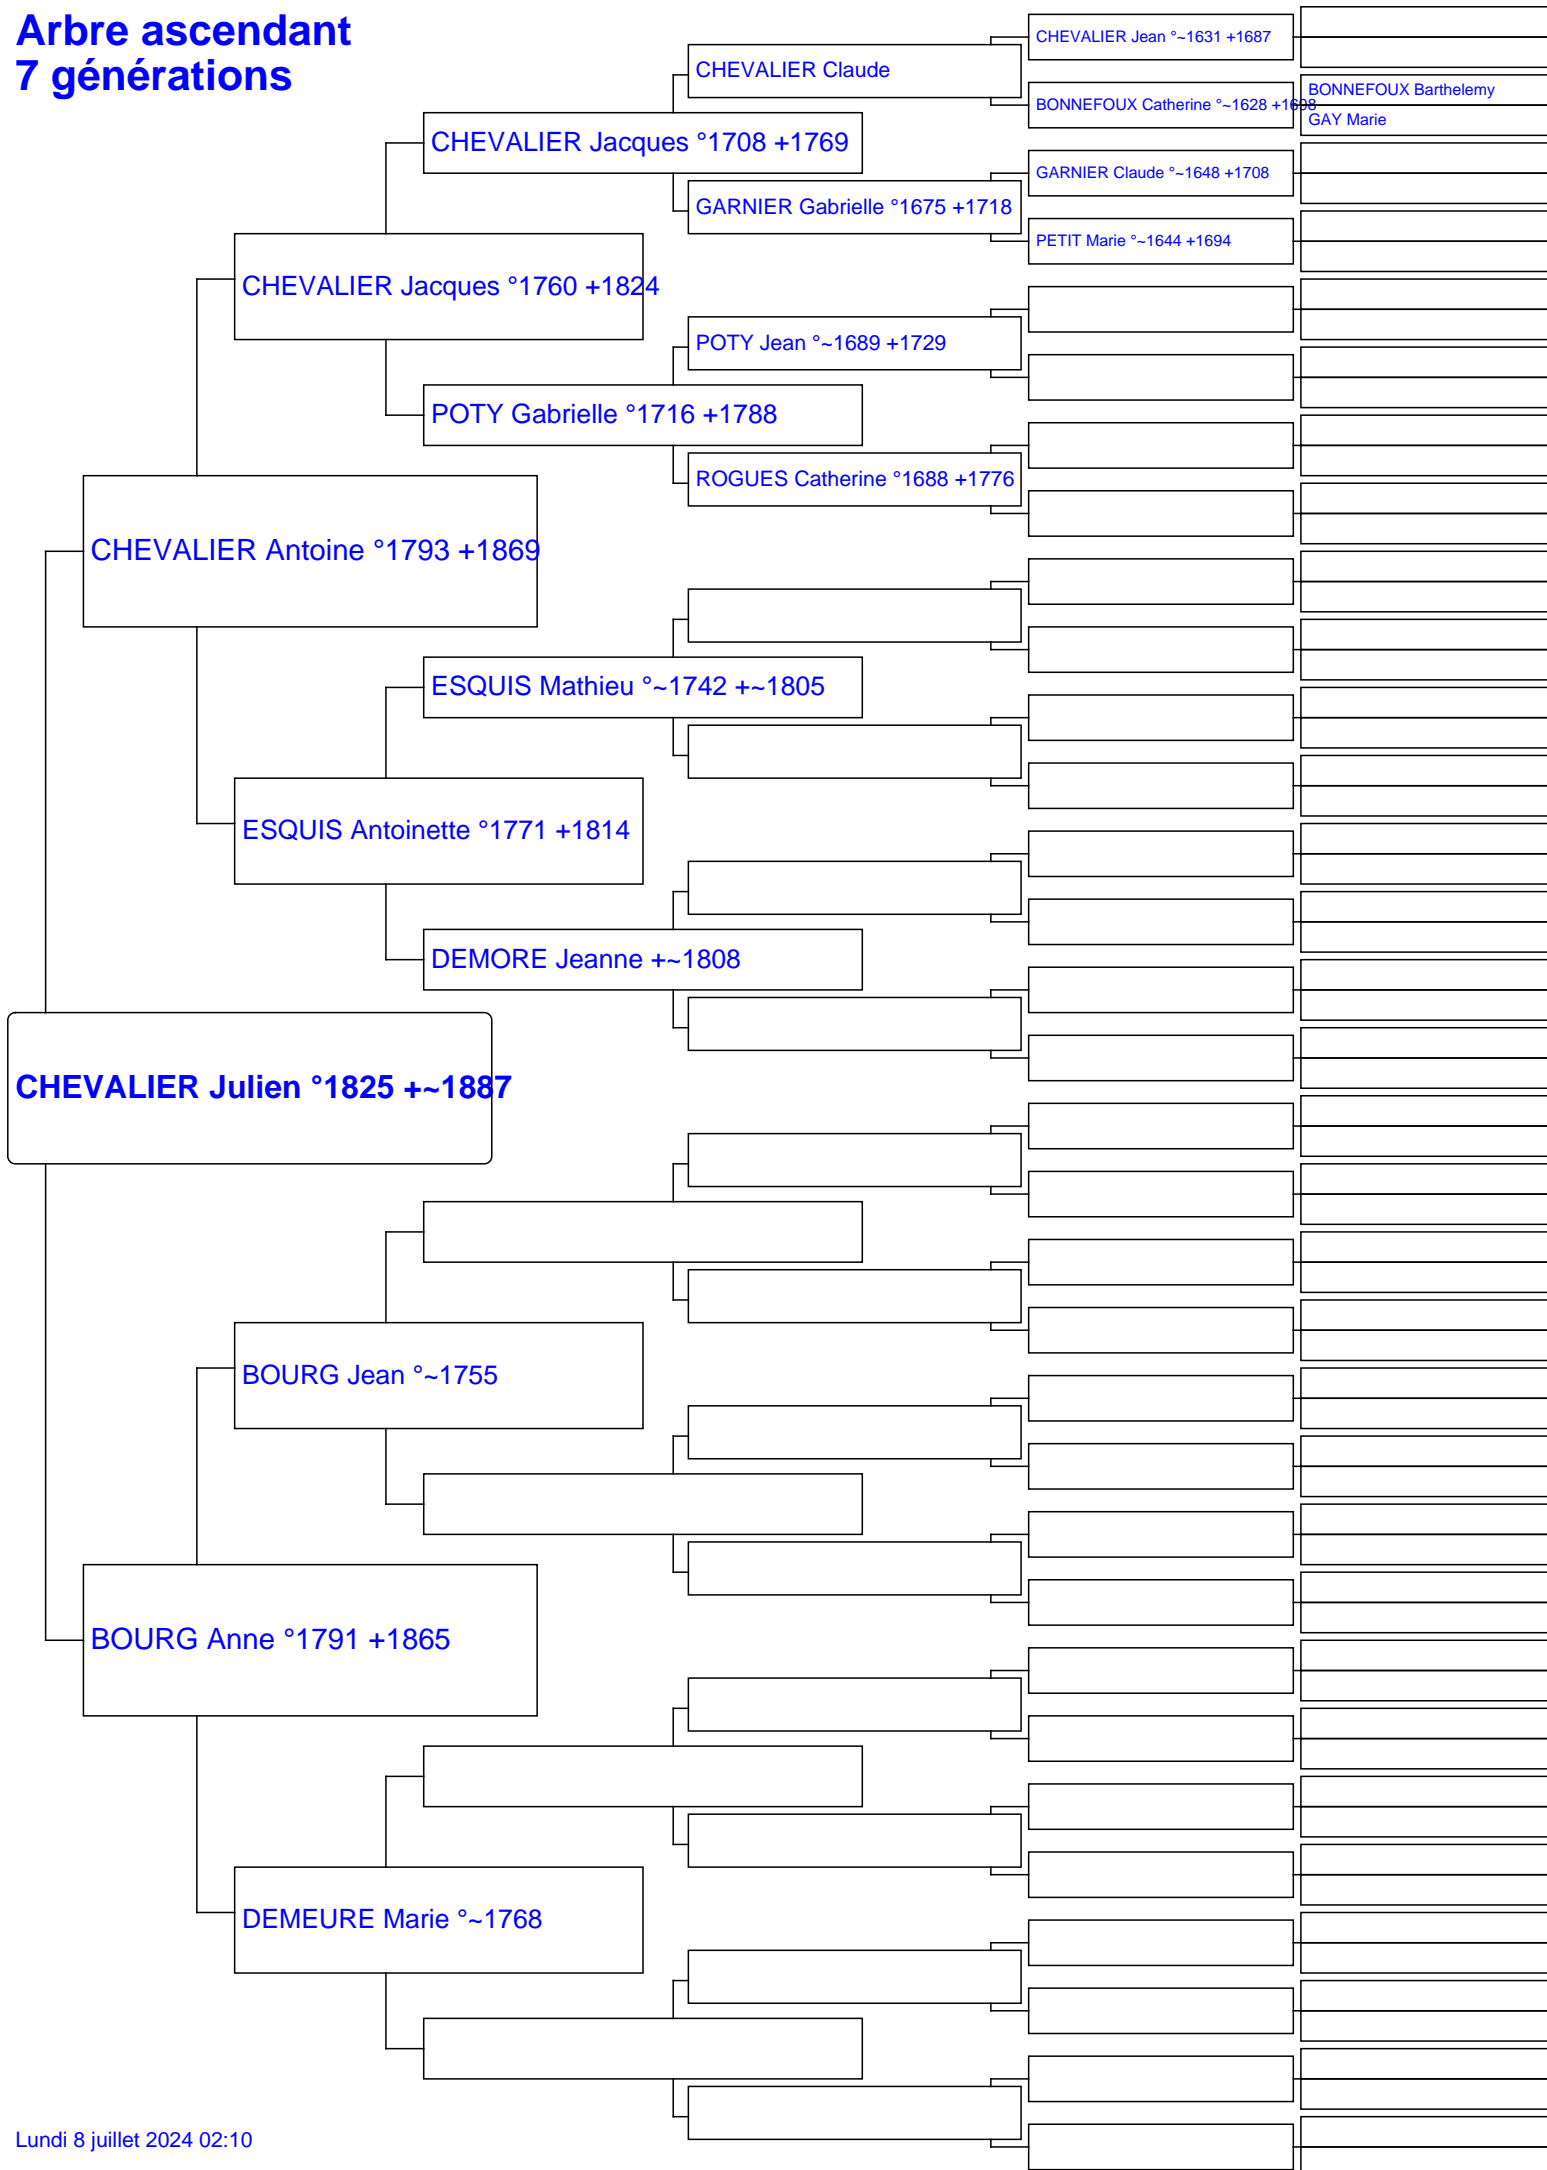 Arbre ascendant
7 générations
CHEVALIER Jean °~1631 +1687
CHEVALIER Claude
BONNEFOUX Barthelemy
BONNEFOUX Catherine °~1628 +1698
GAY Marie
CHEVALIER Jacques °1708 +1769
GARNIER Claude °~1648 +1708
GARNIER Gabrielle °1675 +1718
PETIT Marie °~1644 +1694
CHEVALIER Jacques °1760 +1824
POTY Jean °~1689 +1729
POTY Gabrielle °1716 +1788
ROGUES Catherine °1688 +1776
CHEVALIER Antoine °1793 +1869
ESQUIS Mathieu °~1742 +~1805
ESQUIS Antoinette °1771 +1814
DEMORE Jeanne +~1808
CHEVALIER Julien °1825 +~1887
BOURG Jean °~1755
BOURG Anne °1791 +1865
DEMEURE Marie °~1768
Lundi 8 juillet 2024 02:10